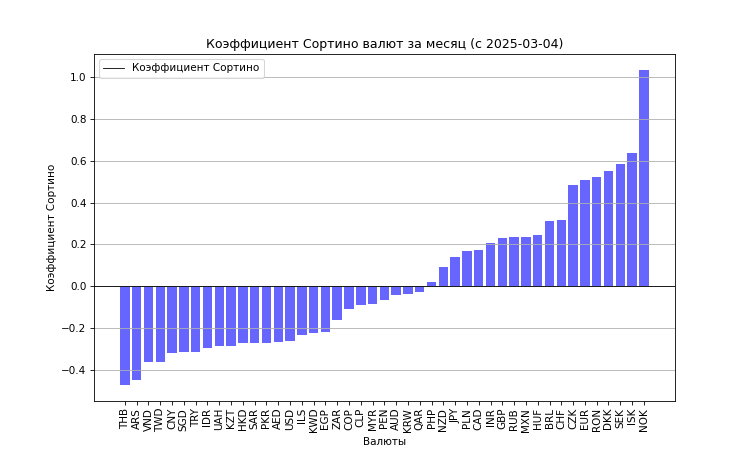 Коэффициент Сортино валют за месяц (с 2025-03-04)
Коэффициент Сортино
1.0
0.8
0.6
0.4
0.2
0.0
−0.2
−0.4
Коэффициент Сортино
THB ARS VND TWD CNY SGD TRY IDR UAH KZT HKD SAR PKR AED USD ILS KWD EGP ZAR COP CLP MYR PEN AUD KRW QAR PHP NZD JPY PLN CAD INR GBP RUB MXN HUF BRL CHF CZK EUR RON DKK SEK ISK NOK
Валюты